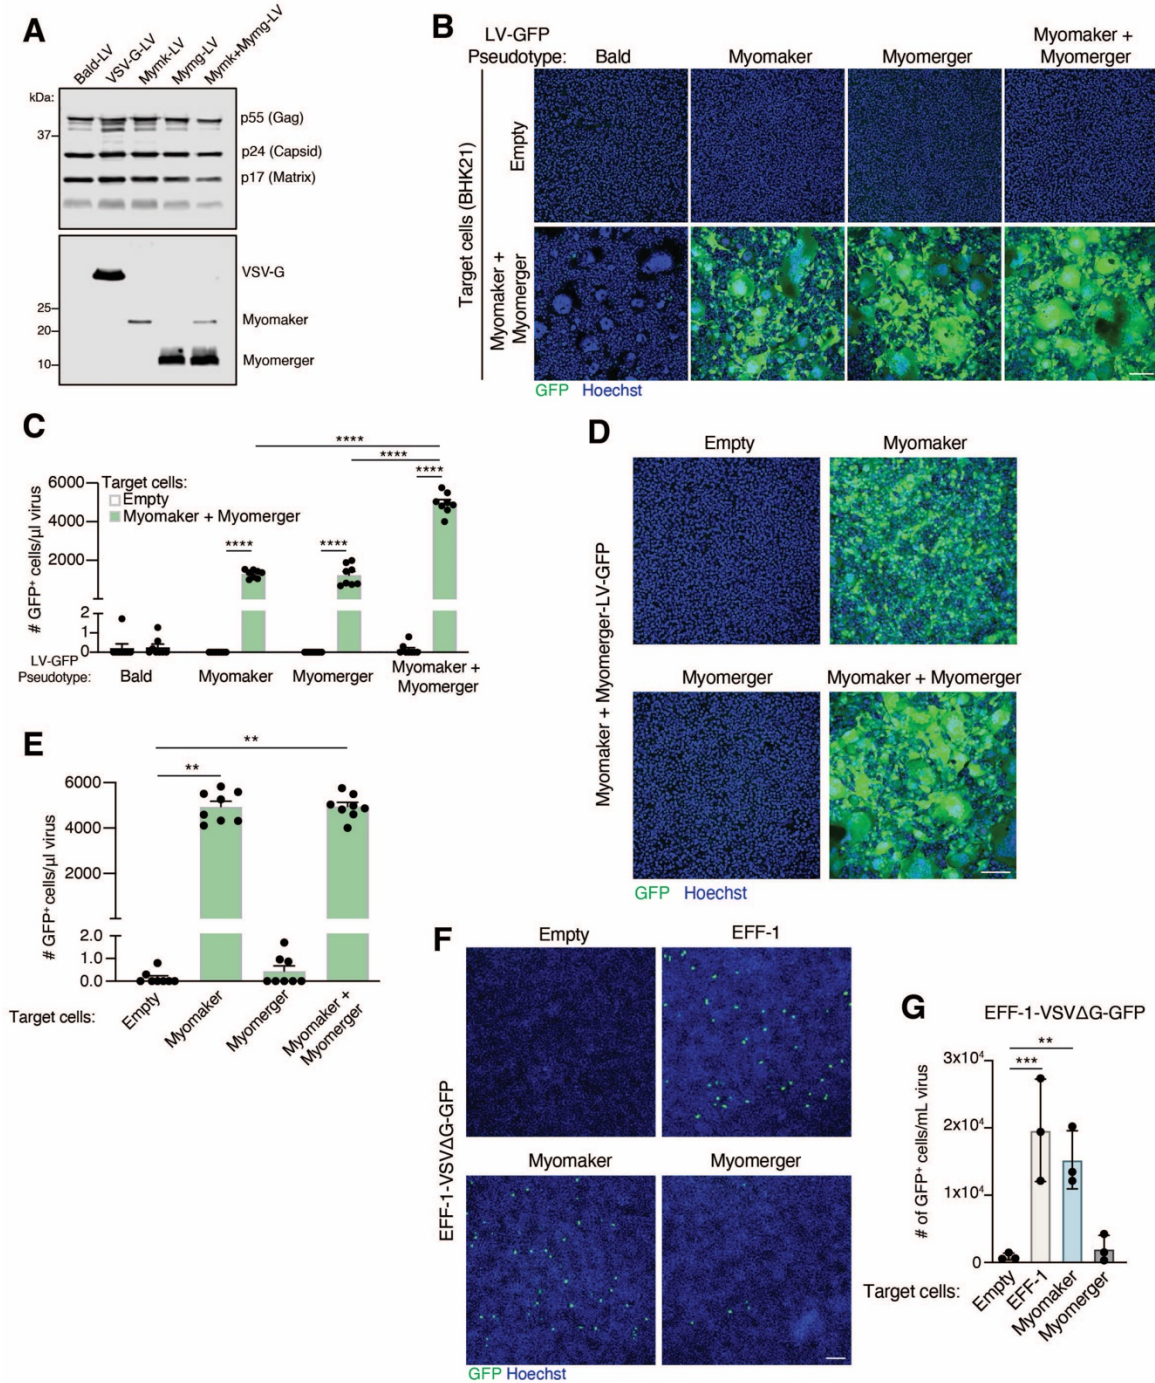 A
Bald-LV
VSV-G-LV
Mymk-LV
Mymg-LV
Mymk+Mymg-LV
kDa:
37
p55 (Gag)
p24 (Capsid)
p17 (Matrix)
25
20
10
VSV-G
Myomaker
Myomerger
B
LV-GFP
Pseudotype:
Bald
Myomaker
Myomerger
Myomaker +
Myomerger
Target cells (BHK21)
Empty
Myomaker +
Myomerger
GFP Hoechst
C
# GFP⁺ cells/µl virus
6000
4000
2000
2
1
0
Target cells:
Empty
Myomaker + Myomerger
****
****
****
****
****
LV-GFP
Pseudotype:
Bald
Myomaker
Myomerger
Myomaker +
Myomerger
D
Myomaker + Myomerger-LV-GFP
Empty
Myomaker
Myomerger
Myomaker + Myomerger
GFP Hoechst
E
# GFP⁺ cells/µl virus
6000
4000
2000
2.0
1.0
0.0
**
**
Target cells:
Empty
Myomaker
Myomerger
Myomaker +
Myomerger
F
EFF-1-VSVΔG-GFP
Empty
EFF-1
Myomaker
Myomerger
GFP Hoechst
G
EFF-1-VSVΔG-GFP
# of GFP⁺ cells/mL virus
3x10⁴
2x10⁴
1x10⁴
0
**
***
Target cells:
Empty
EFF-1
Myomaker
Myomerger